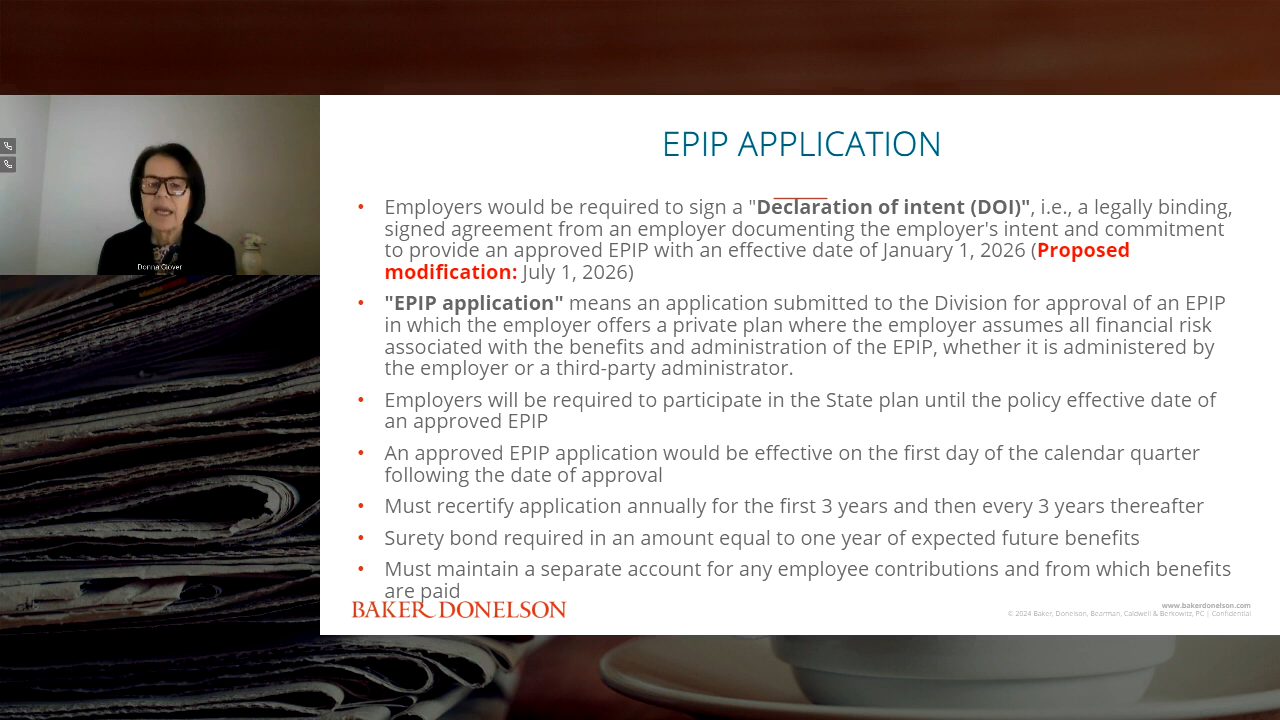 EPIP APPLICATION
• Employers would be required to sign a "Declaration of intent (DOI)", i.e., a legally binding,
signed agreement from an employer documenting the employer's intent and commitment
to provide an approved EPIP with an effective date of January 1, 2026 (Proposed
modification: July 1, 2026)
• "EPIP application" means an application submitted to the Division for approval of an EPIP
in which the employer offers a private plan where the employer assumes all financial risk
associated with the benefits and administration of the EPIP, whether it is administered by
the employer or a third-party administrator.
• Employers will be required to participate in the State plan until the policy effective date of
an approved EPIP
• An approved EPIP application would be effective on the first day of the calendar quarter
following the date of approval
• Must recertify application annually for the first 3 years and then every 3 years thereafter
• Surety bond required in an amount equal to one year of expected future benefits
• Must maintain a separate account for any employee contributions and from which benefits
are paid
BAKER DONELSON
www.bakerdonelson.com
© 2024 Baker, Donelson, Bearman, Caldwell & Berkowitz, PC | Confidential
Donna Glover